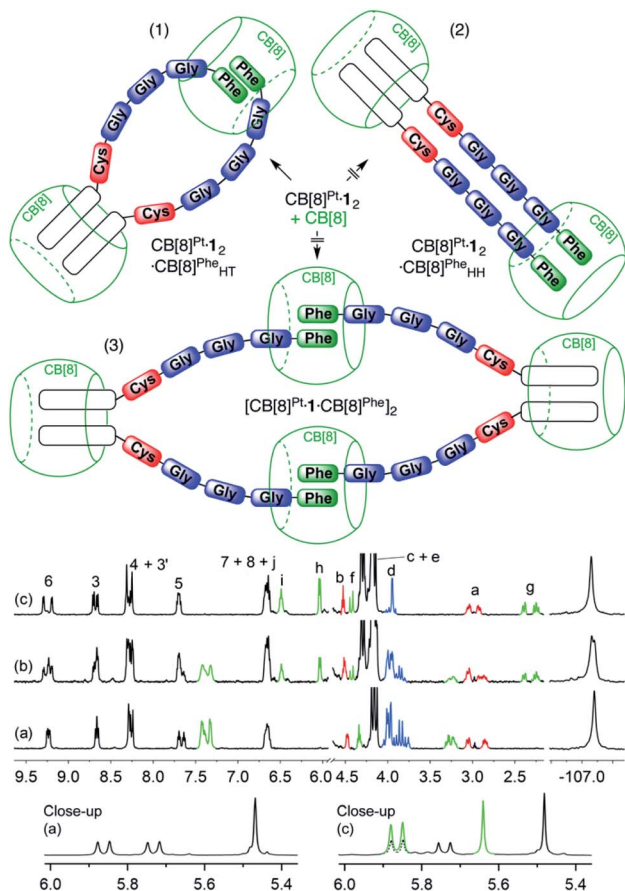 (1)
(2)
CB[8]
Gly
Gly
Gly
Phe
Phe
Gly
Gly
Gly
Cys
Cys
CB[8]
CB[8]
Cys
Gly
Gly
Gly
Cys
Gly
Gly
Gly
Phe
Phe
CB[8]
CB[8]Pt·12
+ CB[8]
CB[8]Pt·12
·CB[8]PheHT
CB[8]Pt·12
·CB[8]PheHH
CB[8]
(3)
Phe Gly Gly Gly Cys
Cys Gly Gly Gly Phe
CB[8]
CB[8]
[CB[8]Pt·1·CB[8]Phe]2
CB[8]
Phe Gly Gly Gly Cys
Cys Gly Gly Gly Phe
6 3 4 + 3' 5 7 + 8 + j i h b f c + e d a g
(c)
(b)
(a)
9.5 9.0 8.5 8.0 7.5 7.0 6.5 6.0 4.5 4.0 3.5 3.0 2.5 -107.0
Close-up
(a)
6.0 5.8 5.6 5.4
Close-up
(c)
6.0 5.8 5.6 5.4